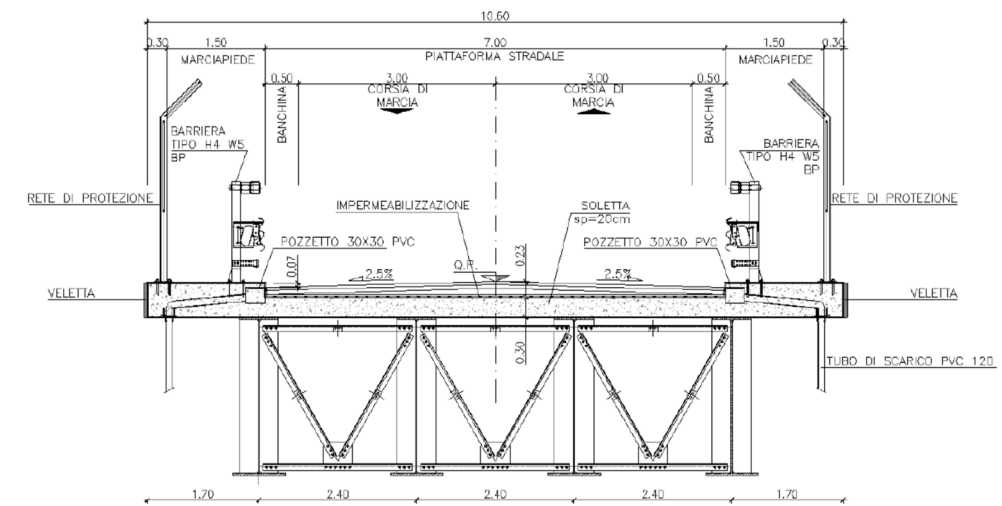 10.60
0.30 1.50 7.00 1.50 0.30
MARCIAPIEDE PIATTAFORMA STRADALE MARCIAPIEDE
0.50 3.00 3.00 0.50
BANCHINA
CORSIA DI
MARCIA
CORSIA DI
MARCIA
BANCHINA
BARRIERA
TIPO H4 W5
BP
BARRIERA
TIPO H4 W5
BP
RETE DI PROTEZIONE
RETE DI PROTEZIONE
IMPERMEABILIZZAZIONE
SOLETTA
sp=20cm
POZZETTO 30X30 PVC
POZZETTO 30X30 PVC
0.07
2.5%
Q.P.
0.23
2.5%
VELETTA
VELETTA
0.30
TUBO DI SCARICO PVC 120
1.70 2.40 2.40 2.40 1.70